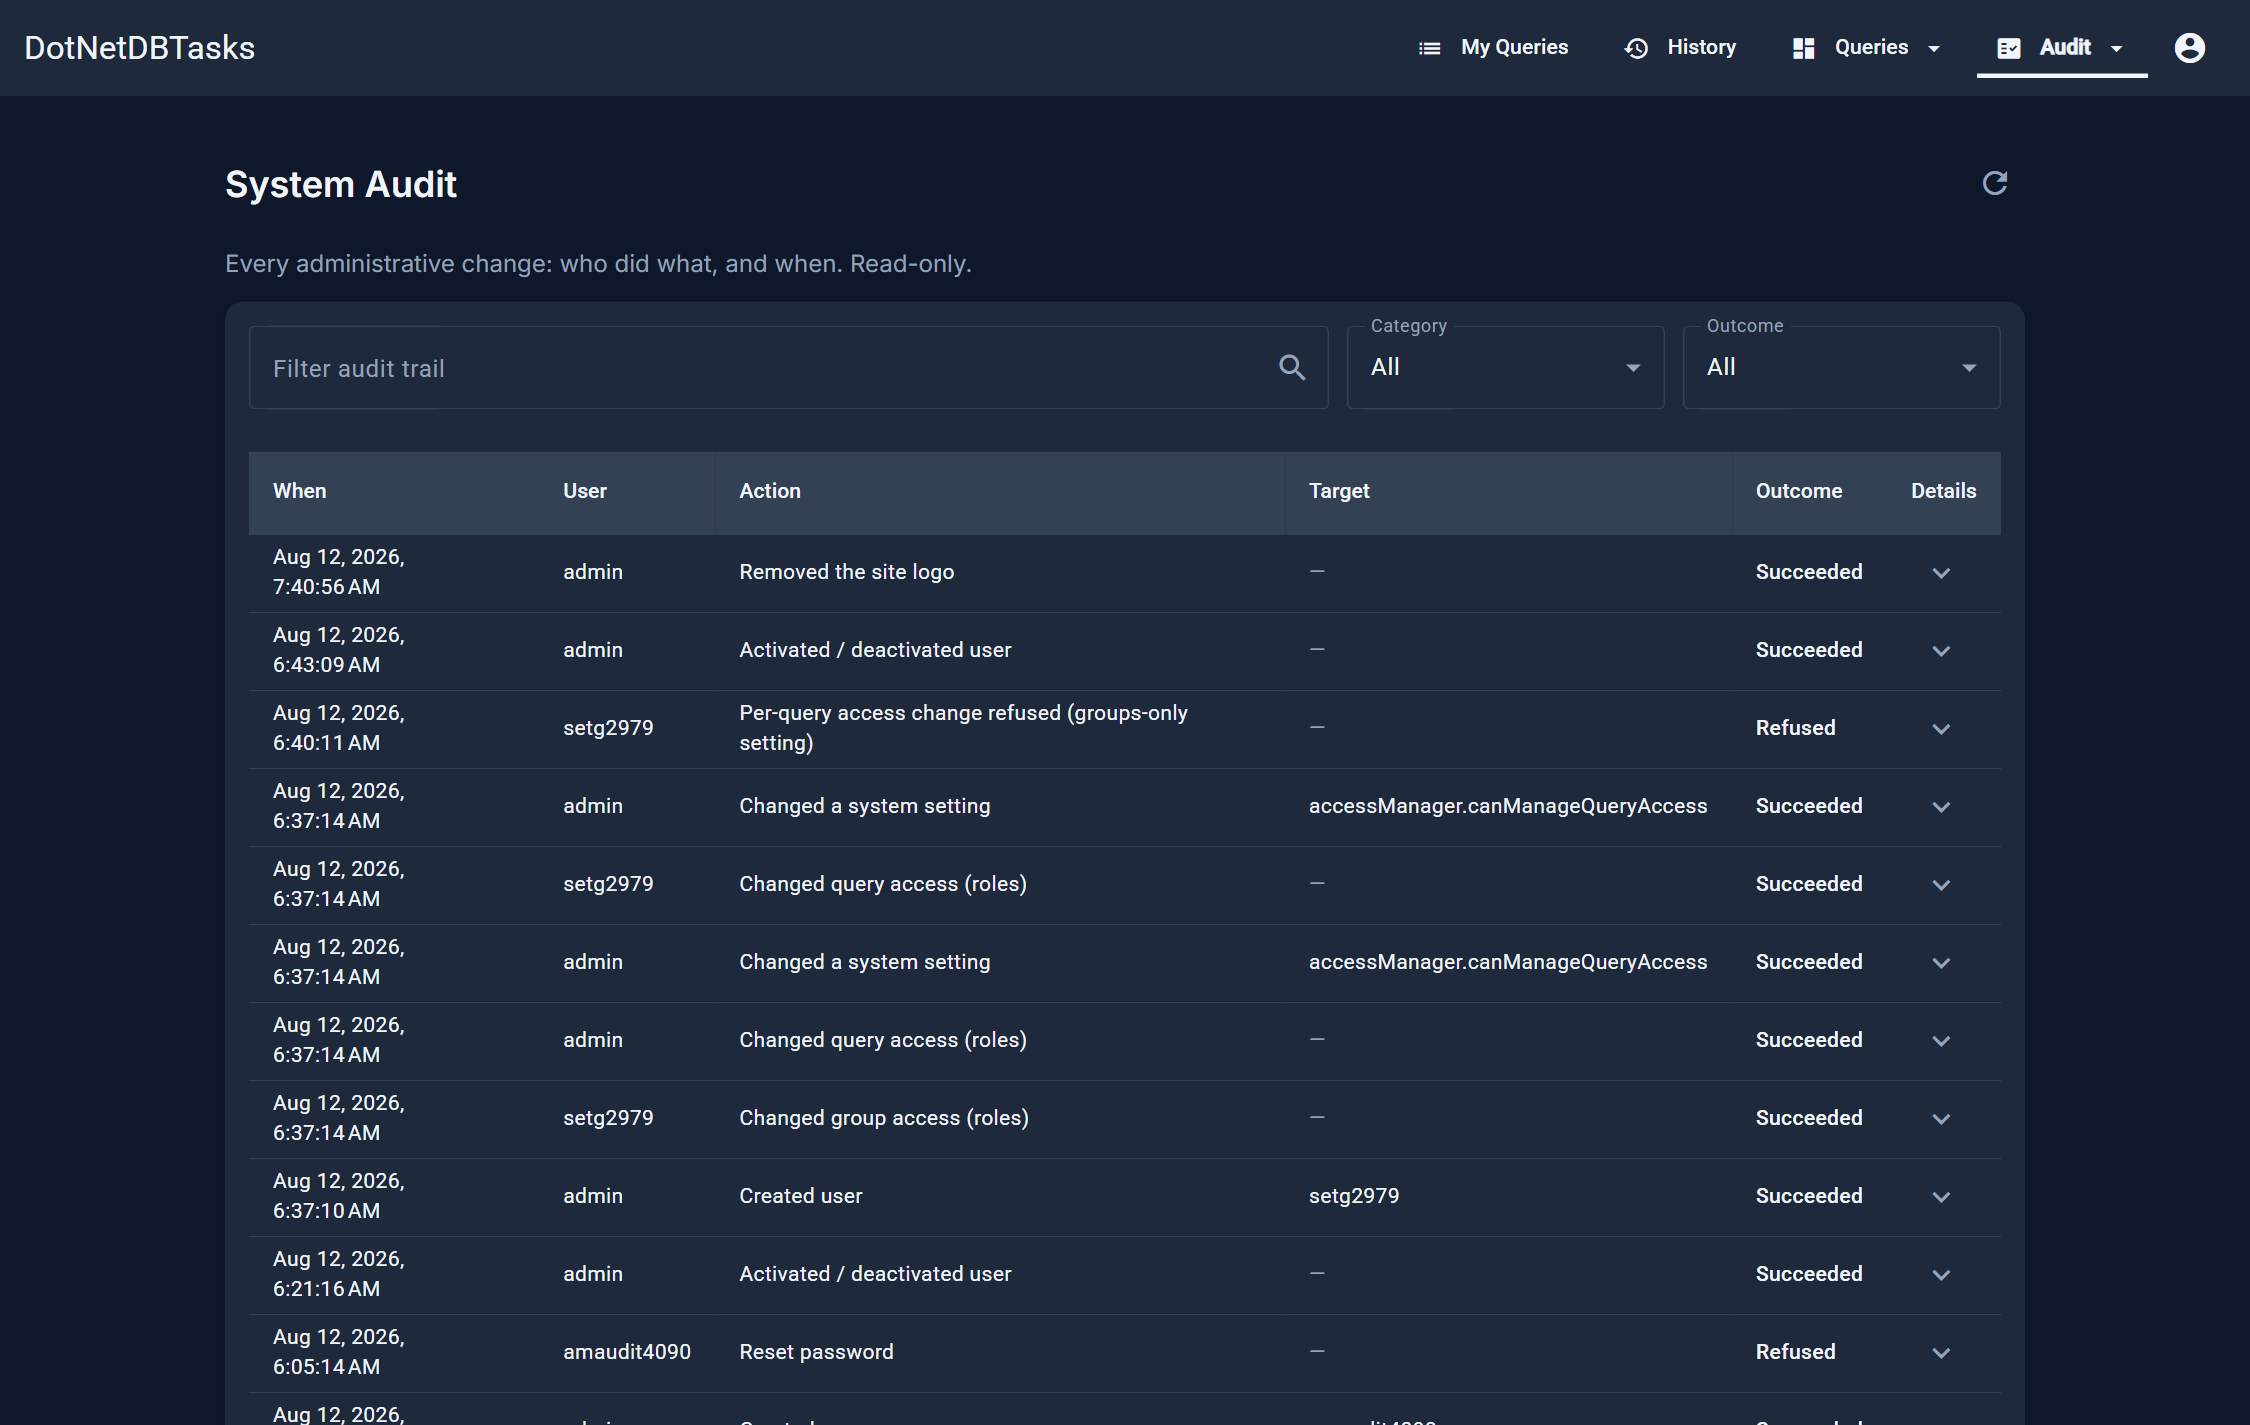 DotNetDBTasks
My Queries
History
Queries
Audit
System Audit
Every administrative change: who did what, and when. Read-only.
Filter audit trail
Category
All
Outcome
All
When User Action Target Outcome Details
Aug 12, 2026,
7:40:56 AM
admin
Removed the site logo
—
Succeeded
Aug 12, 2026,
6:43:09 AM
admin
Activated / deactivated user
—
Succeeded
Aug 12, 2026,
6:40:11 AM
setg2979
Per-query access change refused (groups-only
setting)
—
Refused
Aug 12, 2026,
6:37:14 AM
admin
Changed a system setting
accessManager.canManageQueryAccess
Succeeded
Aug 12, 2026,
6:37:14 AM
setg2979
Changed query access (roles)
—
Succeeded
Aug 12, 2026,
6:37:14 AM
admin
Changed a system setting
accessManager.canManageQueryAccess
Succeeded
Aug 12, 2026,
6:37:14 AM
admin
Changed query access (roles)
—
Succeeded
Aug 12, 2026,
6:37:14 AM
setg2979
Changed group access (roles)
—
Succeeded
Aug 12, 2026,
6:37:10 AM
admin
Created user
setg2979
Succeeded
Aug 12, 2026,
6:21:16 AM
admin
Activated / deactivated user
—
Succeeded
Aug 12, 2026,
6:05:14 AM
amaudit4090
Reset password
—
Refused
Aug 12, 2026,